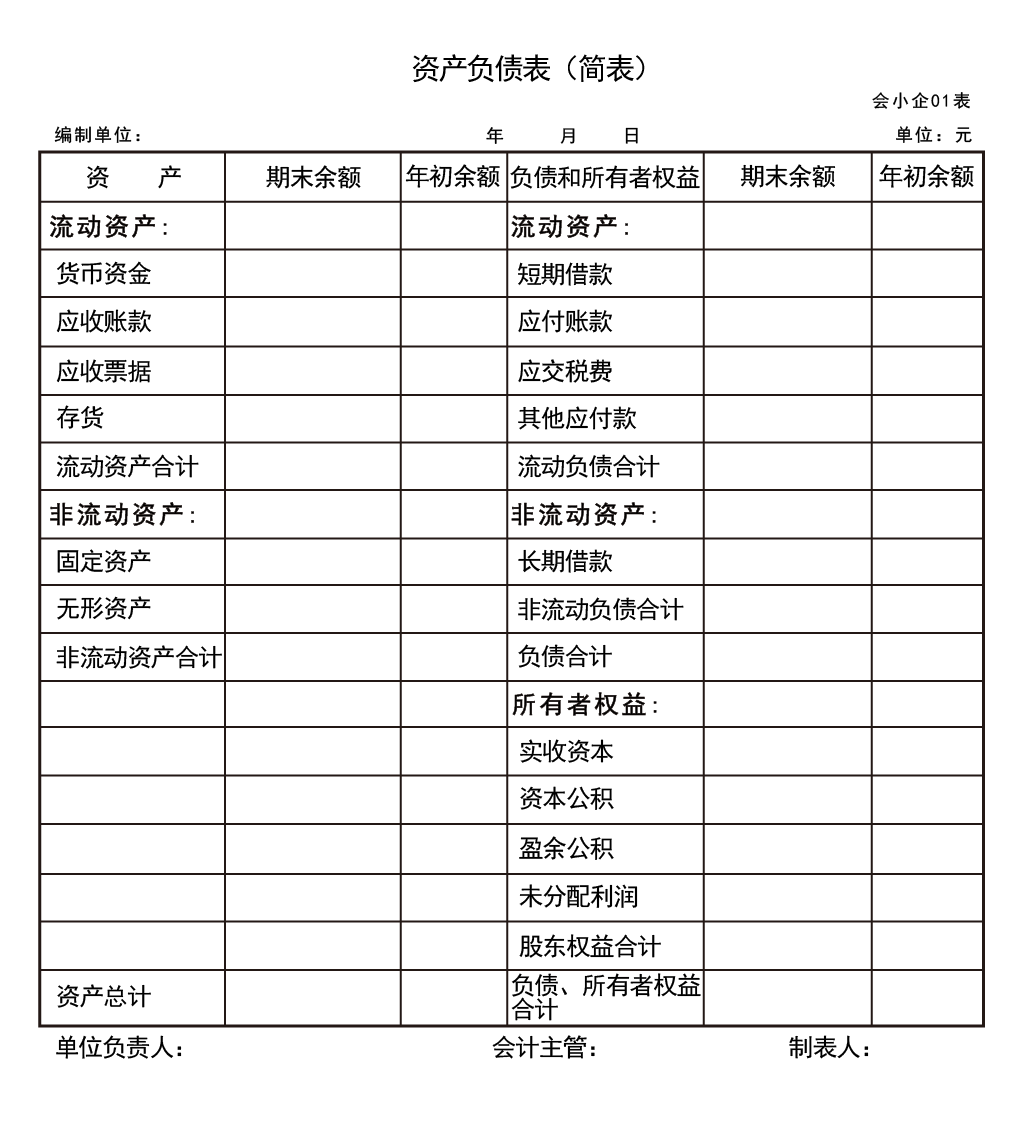 资产负债表（简表）
会小企01表
编制单位： 年 月 日 单位：元
资 产 期末余额 年初余额 负债和所有者权益 期末余额 年初余额
流动资产： 流动资产：
货币资金 短期借款
应收账款 应付账款
应收票据 应交税费
存货 其他应付款
流动资产合计 流动负债合计
非流动资产： 非流动资产：
固定资产 长期借款
无形资产 非流动负债合计
非流动资产合计 负债合计
所有者权益：
实收资本
资本公积
盈余公积
未分配利润
股东权益合计
资产总计 负债、所有者权益
合计
单位负责人： 会计主管： 制表人：